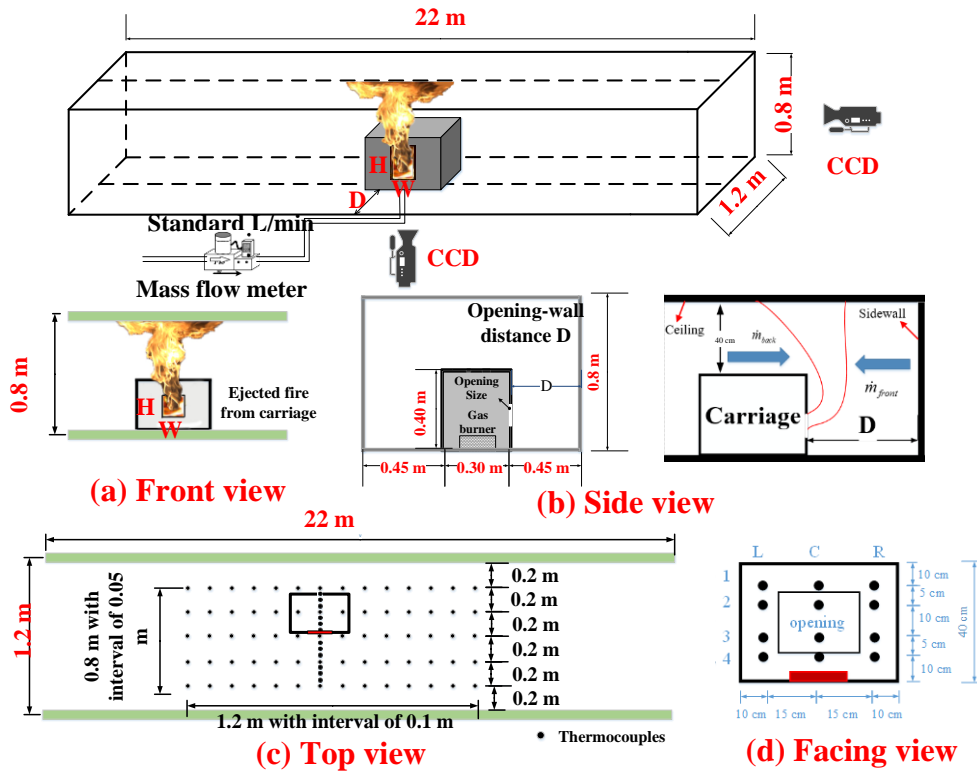 22 m
0.8 m
CCD
1.2 m
H
W
D
Standard L/min
CCD
Mass flow meter
0.8 m
H
W
Ejected fire
from carriage
(a) Front view
Opening-wall
distance D
D
0.8 m
Opening
Size
Gas
burner
0.40 m
0.45 m
0.30 m
0.45 m
Ceiling
40 cm
ṁback
Sidewall
ṁfront
Carriage
D
(b) Side view
22 m
1.2 m
0.8 m with
interval of 0.05
m
0.2 m
0.2 m
0.2 m
0.2 m
0.2 m
0.2 m
1.2 m with interval of 0.1 m
Thermocouples
(c) Top view
L C R
1
2
3
4
opening
10 cm
5 cm
10 cm
5 cm
10 cm
40 cm
10 cm 15 cm 15 cm 10 cm
(d) Facing view